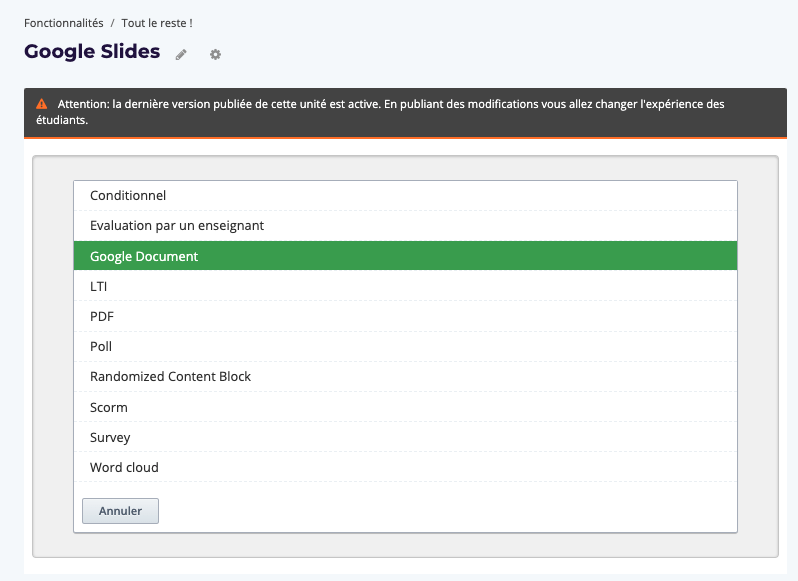 Fonctionnalités / Tout le reste !
Google Slides
Attention: la dernière version publiée de cette unité est active. En publiant des modifications vous allez changer l'expérience des
étudiants.
Conditionnel
Evaluation par un enseignant
Google Document
LTI
PDF
Poll
Randomized Content Block
Scorm
Survey
Word cloud
Annuler